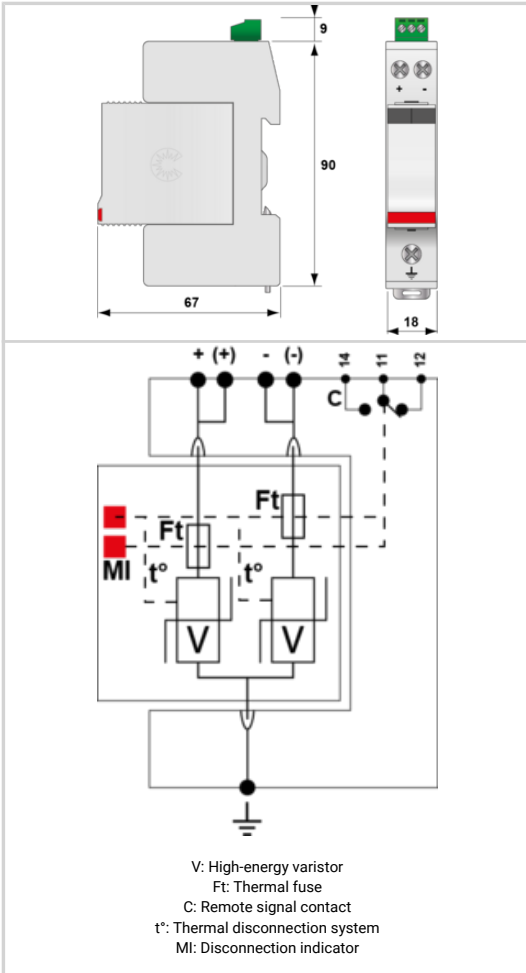 9
+ -
90
67
18
+ (+) - (-) 14 11 12
C
Ft
Ft
MI t° t°
V V
V: High-energy varistor
Ft: Thermal fuse
C: Remote signal contact
t°: Thermal disconnection system
MI: Disconnection indicator